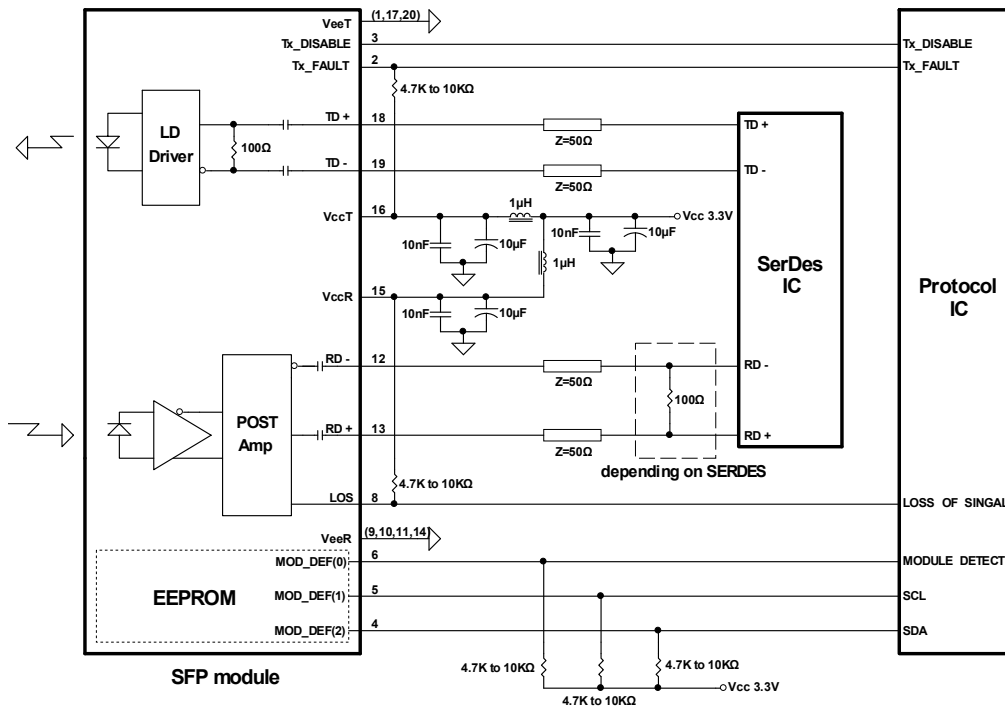 VeeT
(1,17,20)
Tx_DISABLE
3
Tx_DISABLE
Tx_FAULT
2
Tx_FAULT
4.7K to 10KΩ
LD
Driver
100Ω
TD +
18
Z=50Ω
TD +
TD -
19
Z=50Ω
TD -
VccT
16
1µH
Vcc 3.3V
10nF
10µF
10nF
10µF
1µH
SerDes
IC
Protocol
IC
VccR
15
10nF
10µF
RD -
12
Z=50Ω
RD -
POST
Amp
100Ω
RD +
13
Z=50Ω
RD +
depending on SERDES
4.7K to 10KΩ
LOS
8
LOSS OF SINGAL
VeeR
(9,10,11,14)
MOD_DEF(0)
6
MODULE DETECT
EEPROM
MOD_DEF(1)
5
SCL
MOD_DEF(2)
4
SDA
4.7K to 10KΩ
4.7K to 10KΩ
4.7K to 10KΩ
Vcc 3.3V
SFP module